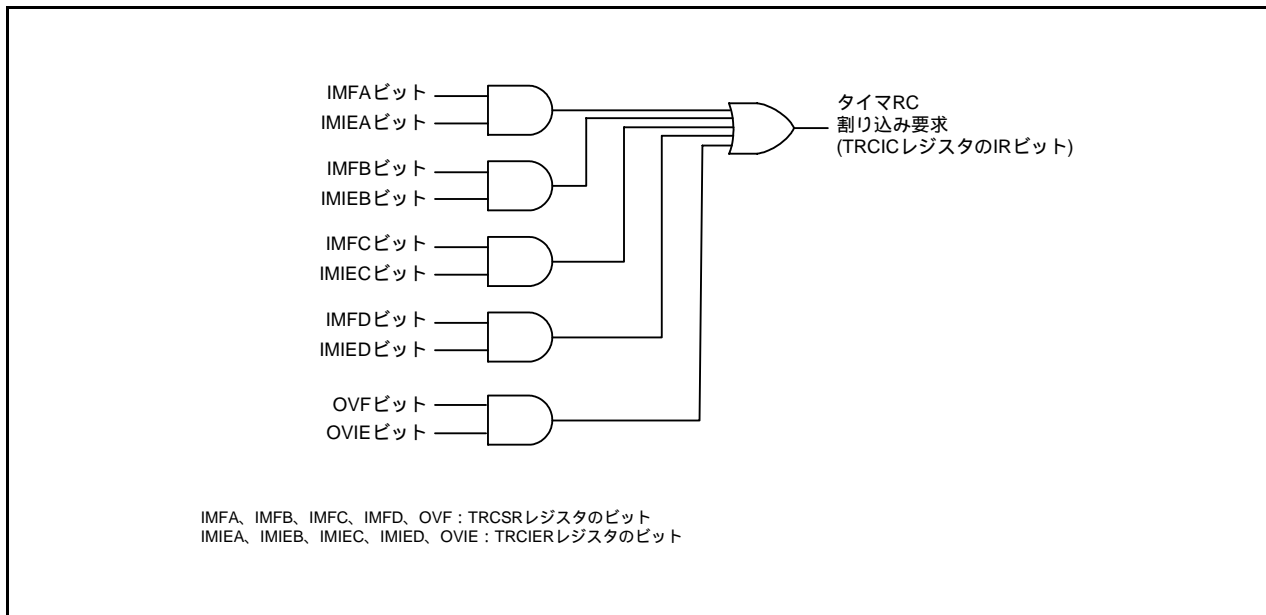 IMFAビット
IMIEAビット
IMFBビット
IMIEBビット
IMFCビット
IMIECビット
IMFDビット
IMIEDビット
OVFビット
OVIEビット
タイマRC
割り込み要求
(TRCICレジスタのIRビット)
IMFA、IMFB、IMFC、IMFD、OVF：TRCSRレジスタのビット
IMIEA、IMIEB、IMIEC、IMIED、OVIE：TRCIERレジスタのビット